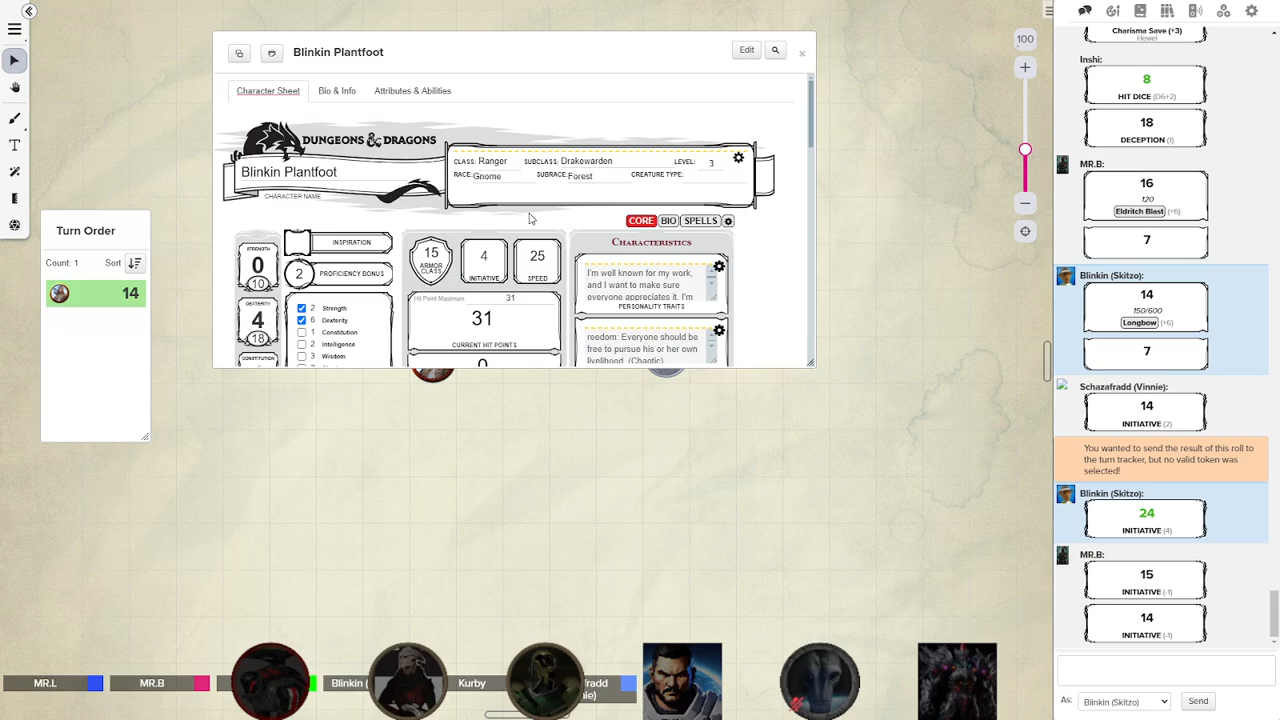 Blinkin Plantfoot
Edit
Character Sheet
Bio & Info
Attributes & Abilities
DUNGEONS & DRAGONS
Blinkin Plantfoot
CHARACTER NAME
CLASS: Ranger
SUBCLASS: Drakewarden
LEVEL: 3
RACE: Gnome
SUBRACE: Forest
CREATURE TYPE:
CORE
BIO
SPELLS
STRENGTH
0
10
DEXTERITY
4
18
CONSTITUTION
INSPIRATION
2
PROFICIENCY BONUS
2 Strength
6 Dexterity
1 Constitution
2 Intelligence
3 Wisdom
15
ARMOR
CLASS
4
INITIATIVE
25
SPEED
Hit Point Maximum 31
31
CURRENT HIT POINTS
0
CHARACTERISTICS
I'm well known for my work,
and I want to make sure
everyone appreciates it. I'm
PERSONALITY TRAITS
reedom: Everyone should be
free to pursue his or her own
livelihood. (Chaotic)
Turn Order
Count: 1
Sort
14
100
Charisma Save (+3)
Hewel
Inshi:
8
HIT DICE (D6+2)
18
DECEPTION (1)
MR.B:
16
120
Eldritch Blast (+6)
7
Blinkin (Skitzo):
14
150/600
Longbow (+6)
7
Schazafradd (Vinnie):
14
INITIATIVE (2)
You wanted to send the result of this roll to
the turn tracker, but no valid token was
selected!
Blinkin (Skitzo):
24
INITIATIVE (4)
MR.B:
15
INITIATIVE (-1)
14
INITIATIVE (-1)
As:
Blinkin (Skitzo)
Send
MR.L
MR.B
Blinkin (
Kurby
fradd
nie)